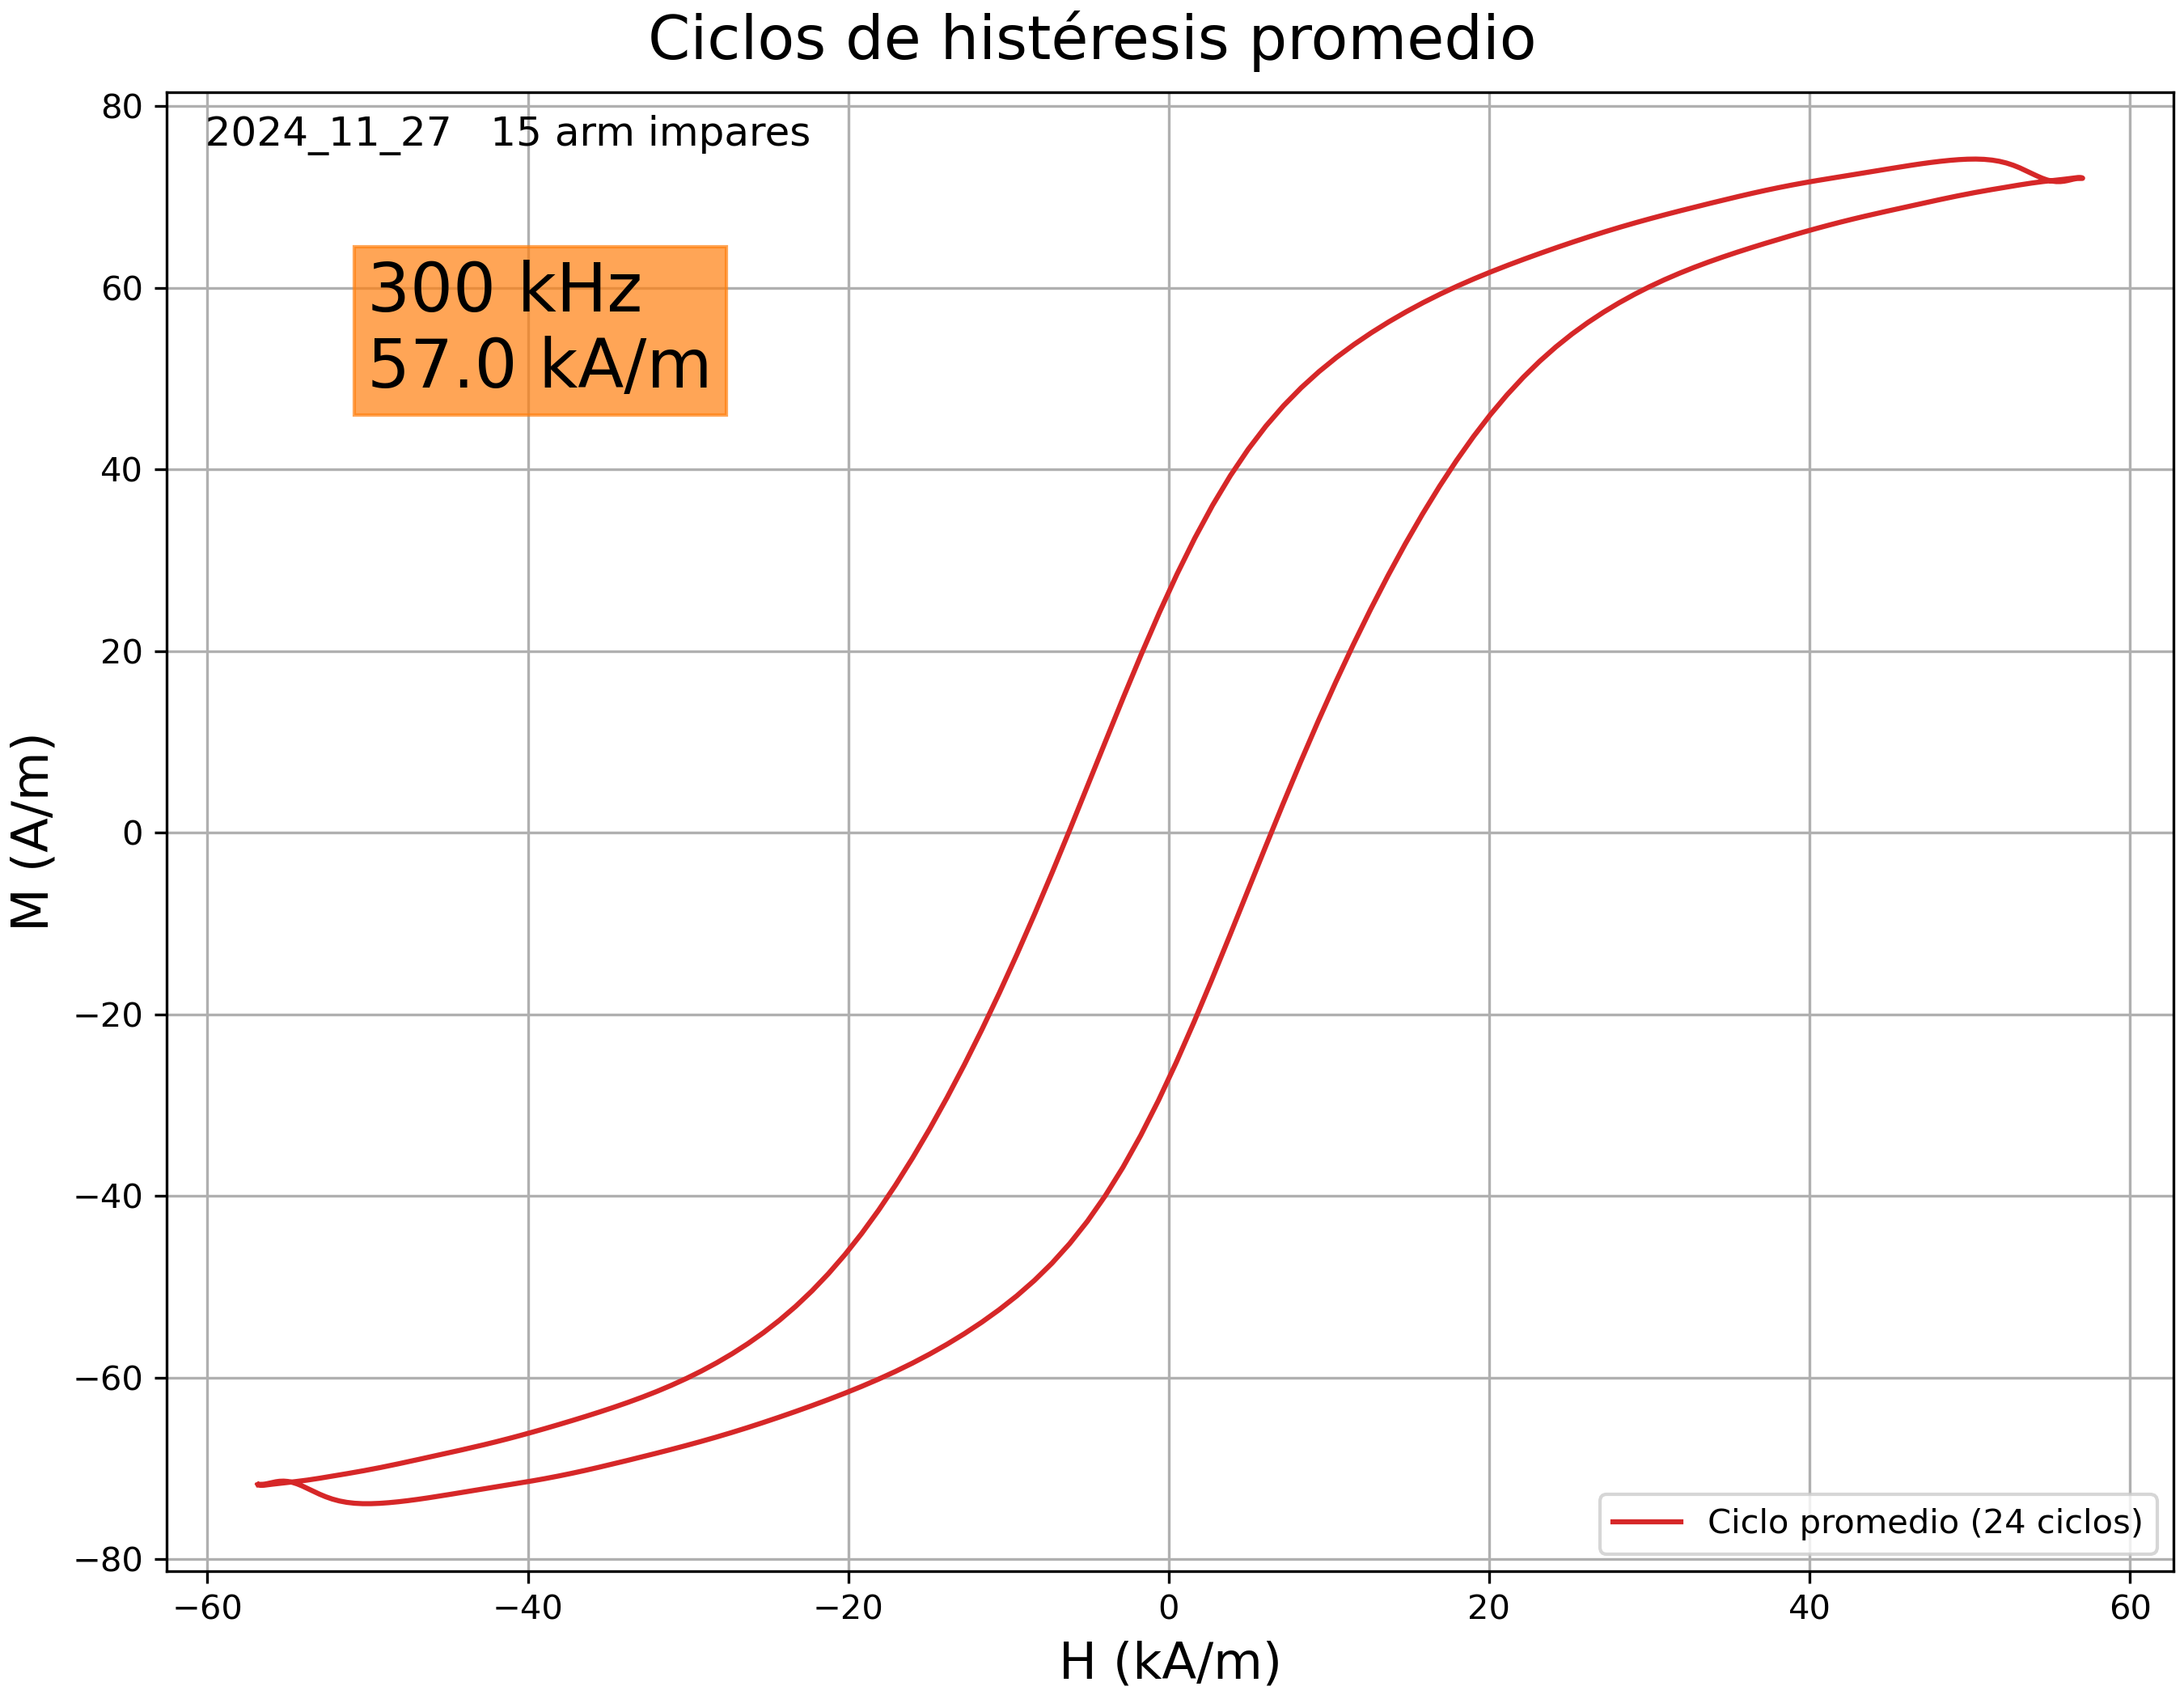 Ciclos de histéresis promedio
2024_11_27   15 arm impares
300 kHz
57.0 kA/m
M (A/m)
80
60
40
20
0
−20
−40
−60
−80
−60
−40
−20
0
20
40
60
H (kA/m)
Ciclo promedio (24 ciclos)